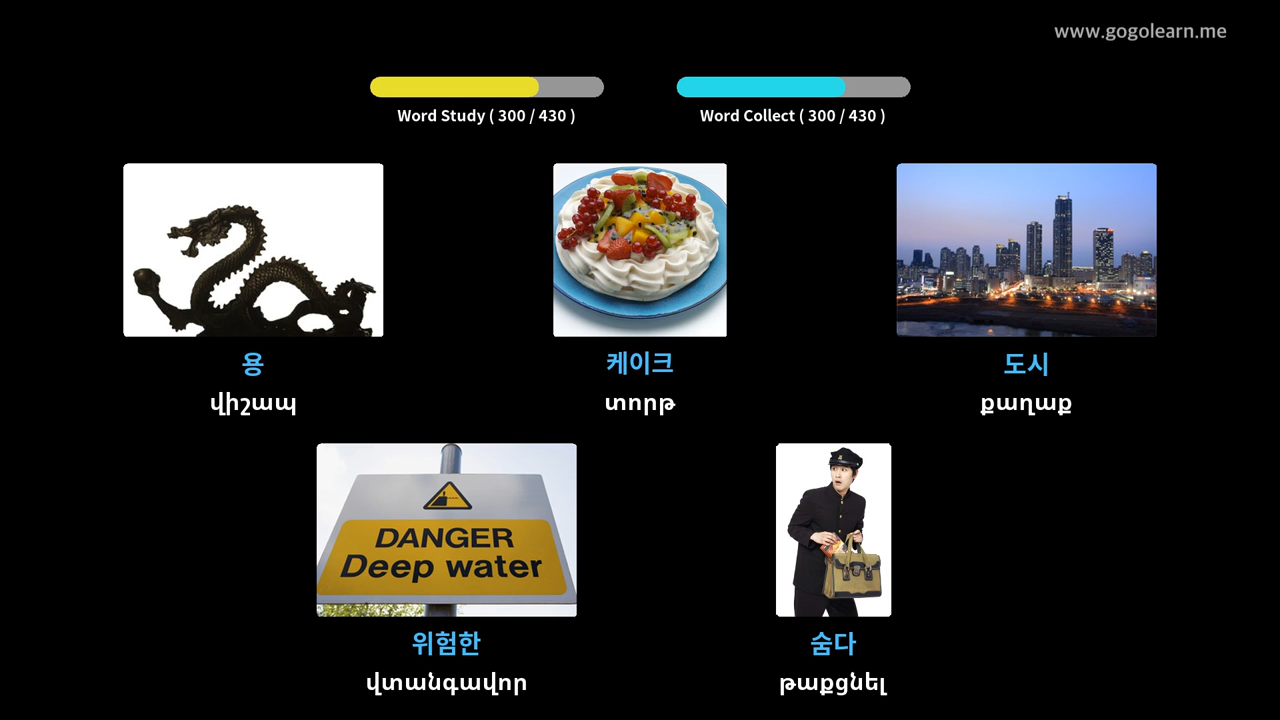 www.gogolearn.me
Word Study ( 300 / 430 )
Word Collect ( 300 / 430 )
용
케이크
도시
վիշապ
տորթ
քաղաք
DANGER
Deep water
위험한
숨다
վտանգավոր
թաքցնել